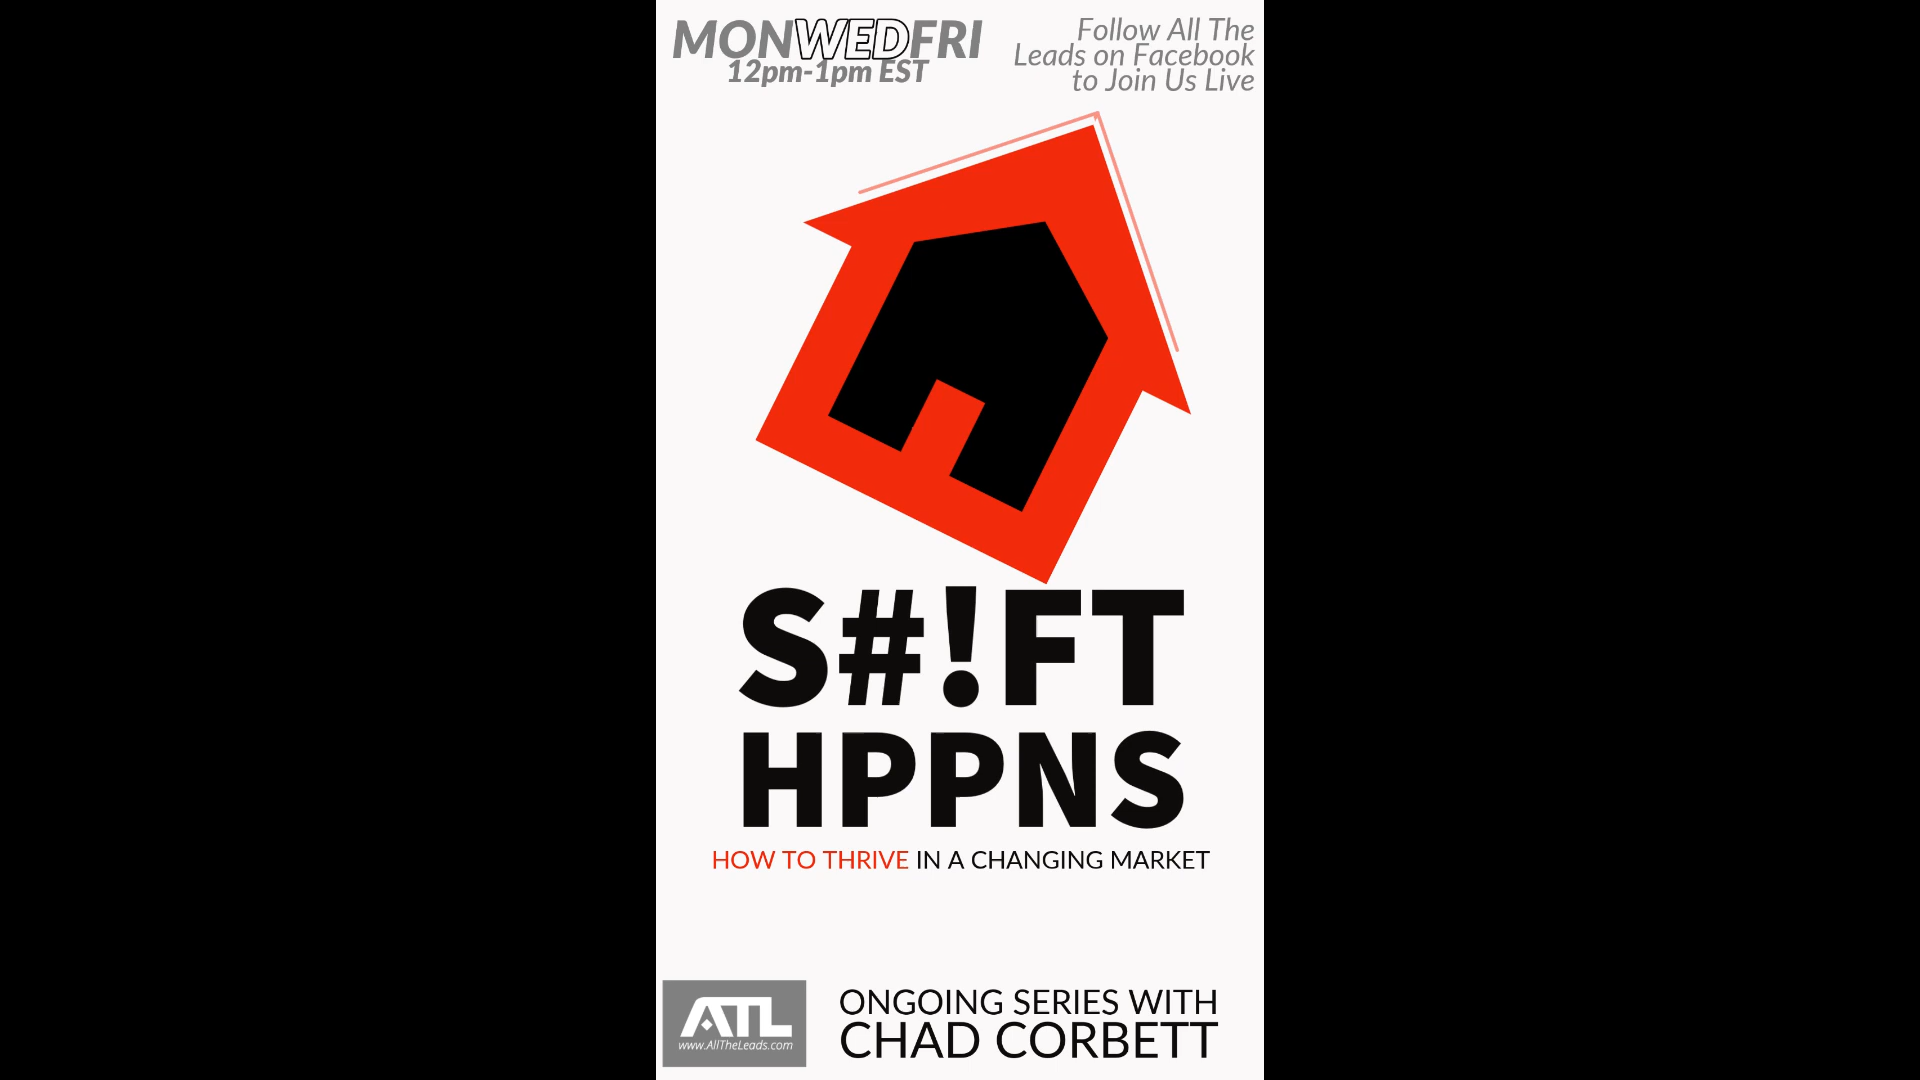 MONWEDFRI
12pm-1pm EST
Follow All The
Leads on Facebook
to Join Us Live
S#!FT
HPPNS
HOW TO THRIVE IN A CHANGING MARKET
ATL
www.AllTheLeads.com
ONGOING SERIES WITH
CHAD CORBETT